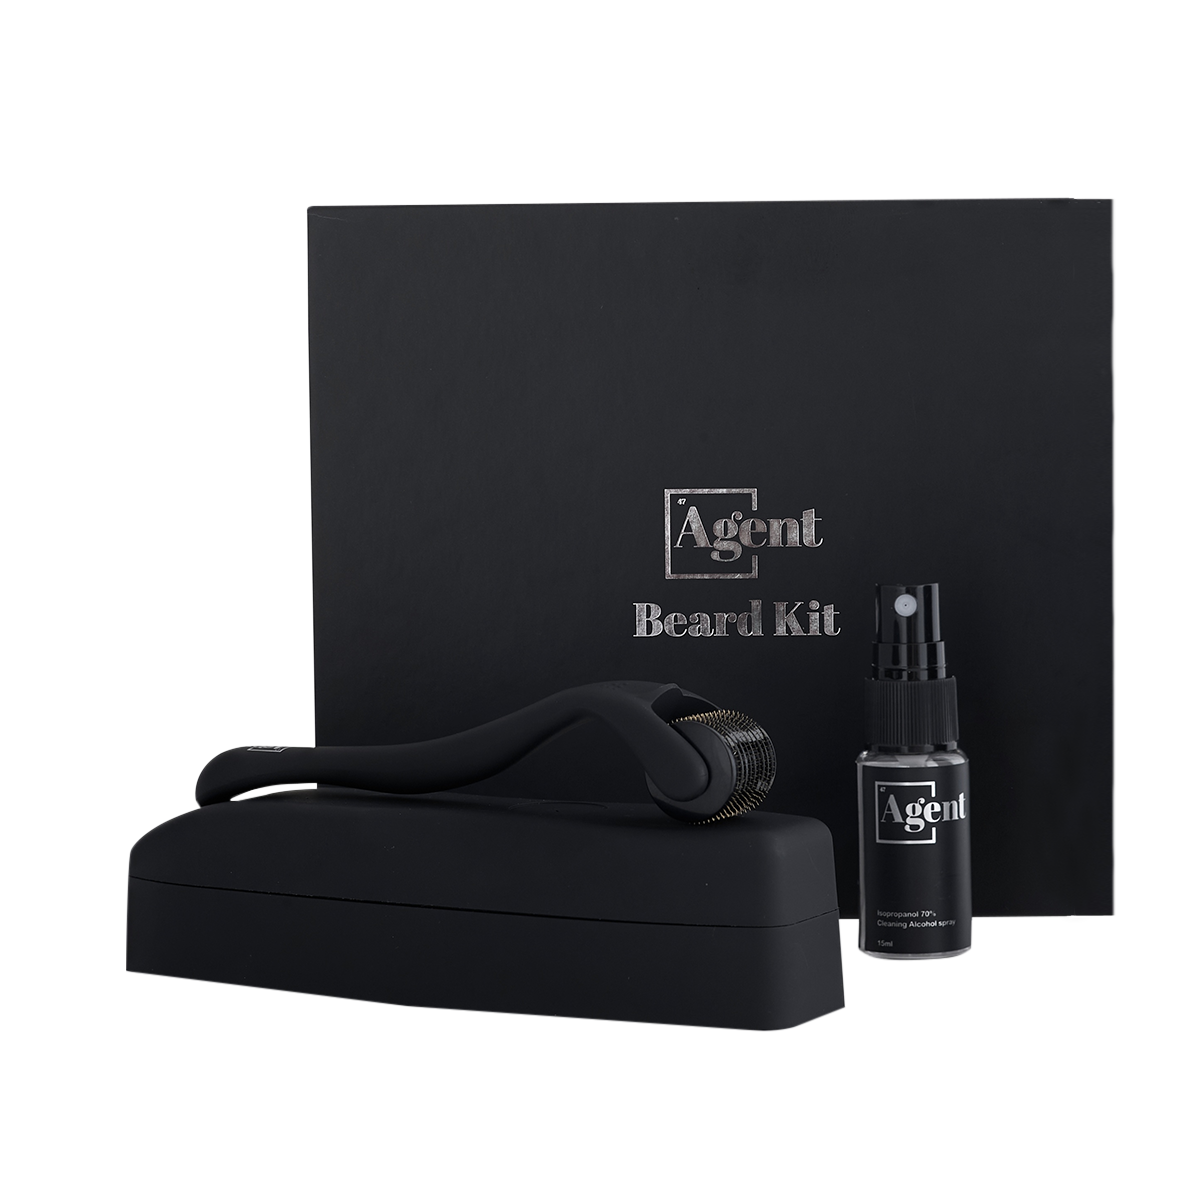 47
Agent
Beard Kit
47
Agent
Isopropanol 70%
Cleaning Alcohol spray
15ml